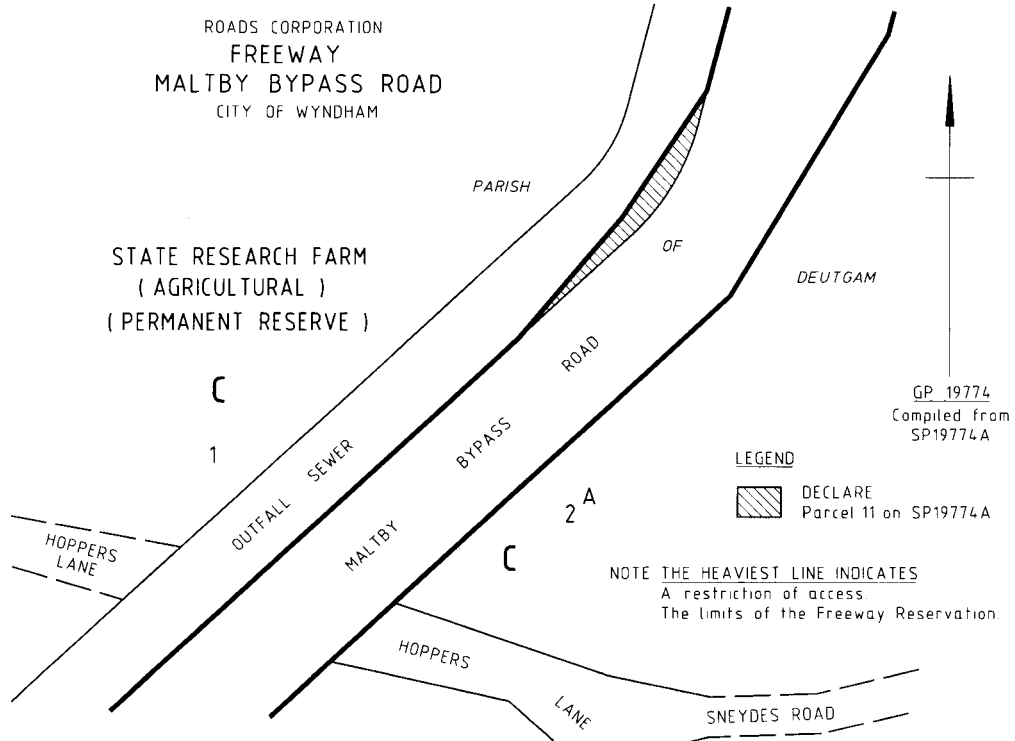 ROADS CORPORATION
FREEWAY
MALTBY BYPASS ROAD
CITY OF WYNDHAM
PARISH
OF
DEUTGAM
STATE RESEARCH FARM
( AGRICULTURAL )
( PERMANENT RESERVE )
C
1
OUTFALL SEWER
MALTBY BYPASS ROAD
HOPPERS
LANE
GP 19774
Compiled from
SP19774A
LEGEND
DECLARE
Parcel 11 on SP19774A
2 A
C
NOTE THE HEAVIEST LINE INDICATES
A restriction of access.
The limits of the Freeway Reservation.
HOPPERS
LANE
SNEYDES ROAD